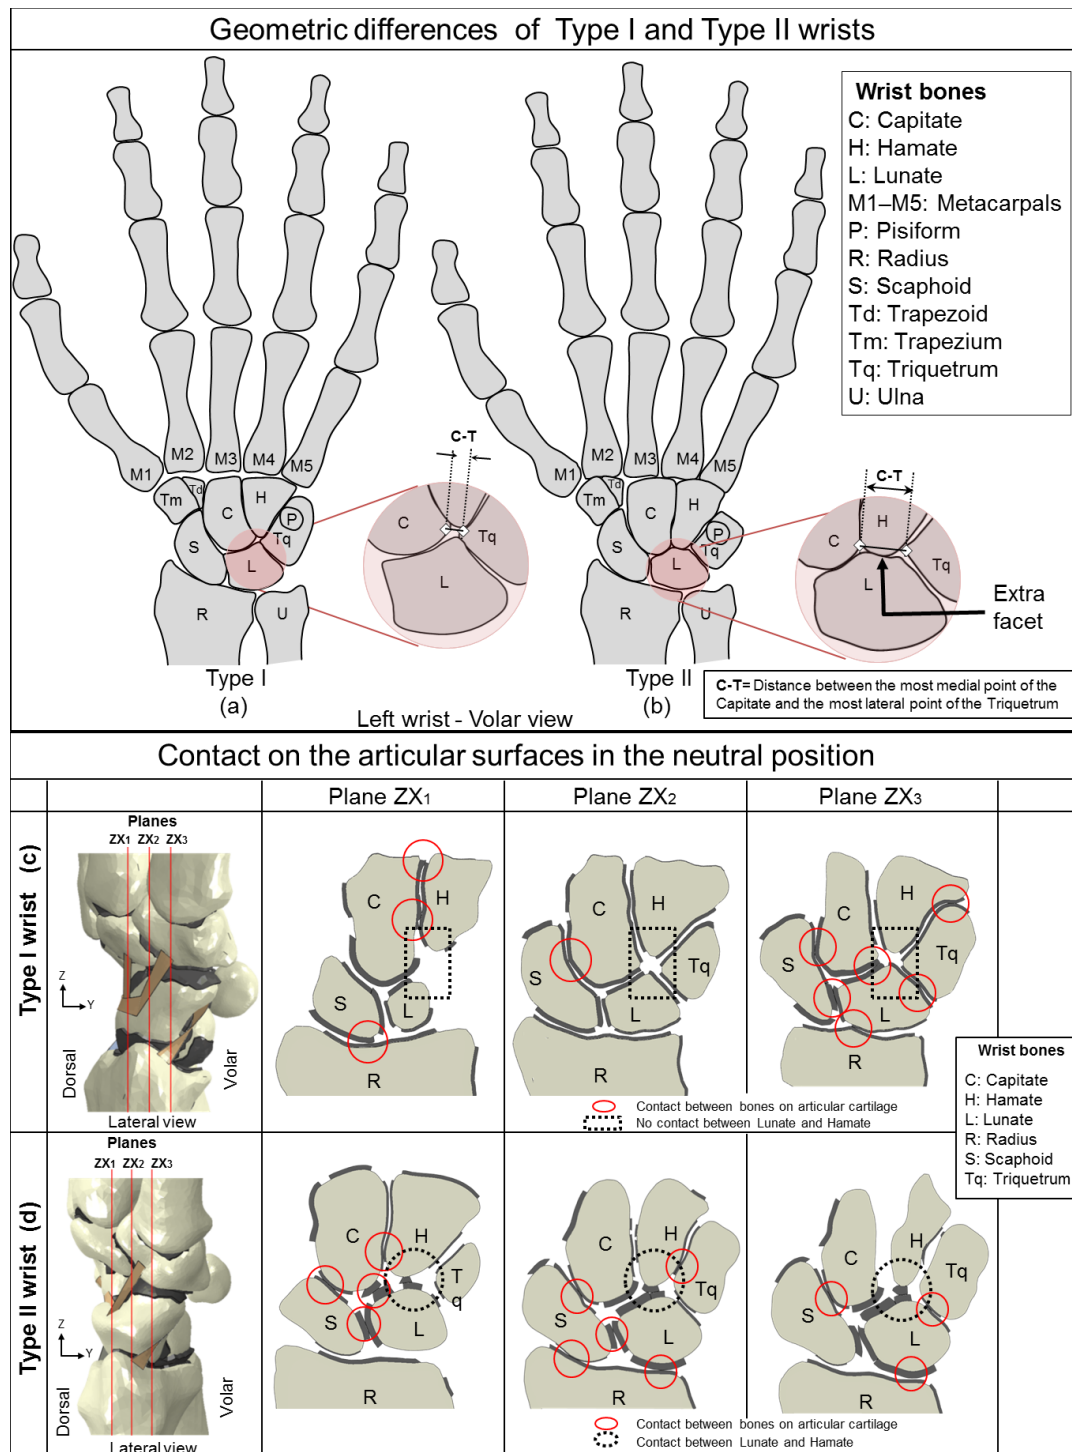 Geometric differences of Type I and Type II wrists
Wrist bones
C: Capitate
H: Hamate
L: Lunate
M1–M5: Metacarpals
P: Pisiform
R: Radius
S: Scaphoid
Td: Trapezoid
Tm: Trapezium
Tq: Triquetrum
U: Ulna
M1
M2
M3
M4
M5
Tm
Td
C
H
P
Tq
S
L
R
U
C-T
C
Tq
L
M1
M2
M3
M4
M5
Tm
Td
C
H
P
Tq
S
L
R
U
C-T
H
C
Tq
L
Extra
facet
Type I
(a)
Type II
(b)
Left wrist - Volar view
C-T= Distance between the most medial point of the
Capitate and the most lateral point of the Triquetrum
Contact on the articular surfaces in the neutral position
Plane ZX1
Plane ZX2
Plane ZX3
Type I wrist (c)
Planes
ZX1 ZX2 ZX3
Z
Y
Dorsal
Volar
Lateral view
C
H
S
L
R
C
H
S
Tq
L
R
C
H
S
Tq
L
R
Contact between bones on articular cartilage
No contact between Lunate and Hamate
Wrist bones
C: Capitate
H: Hamate
L: Lunate
R: Radius
S: Scaphoid
Tq: Triquetrum
Type II wrist (d)
Planes
ZX1 ZX2 ZX3
Z
Y
Dorsal
Volar
Lateral view
C
H
T
q
S
L
R
C
H
Tq
S
L
R
C
H
Tq
S
L
R
Contact between bones on articular cartilage
Contact between Lunate and Hamate